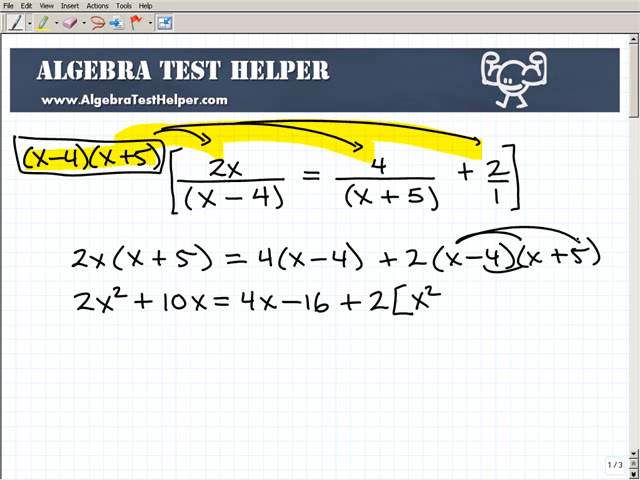 File Edit View Insert Actions Tools Help
ALGEBRA TEST HELPER
www.AlgebraTestHelper.com
(x-4)(x+5) [2x/(x-4) = 4/(x+5) + 2/1]
2x(x+5) = 4(x-4) + 2(x-4)(x+5)
2x² + 10x = 4x - 16 + 2[x²
1/3